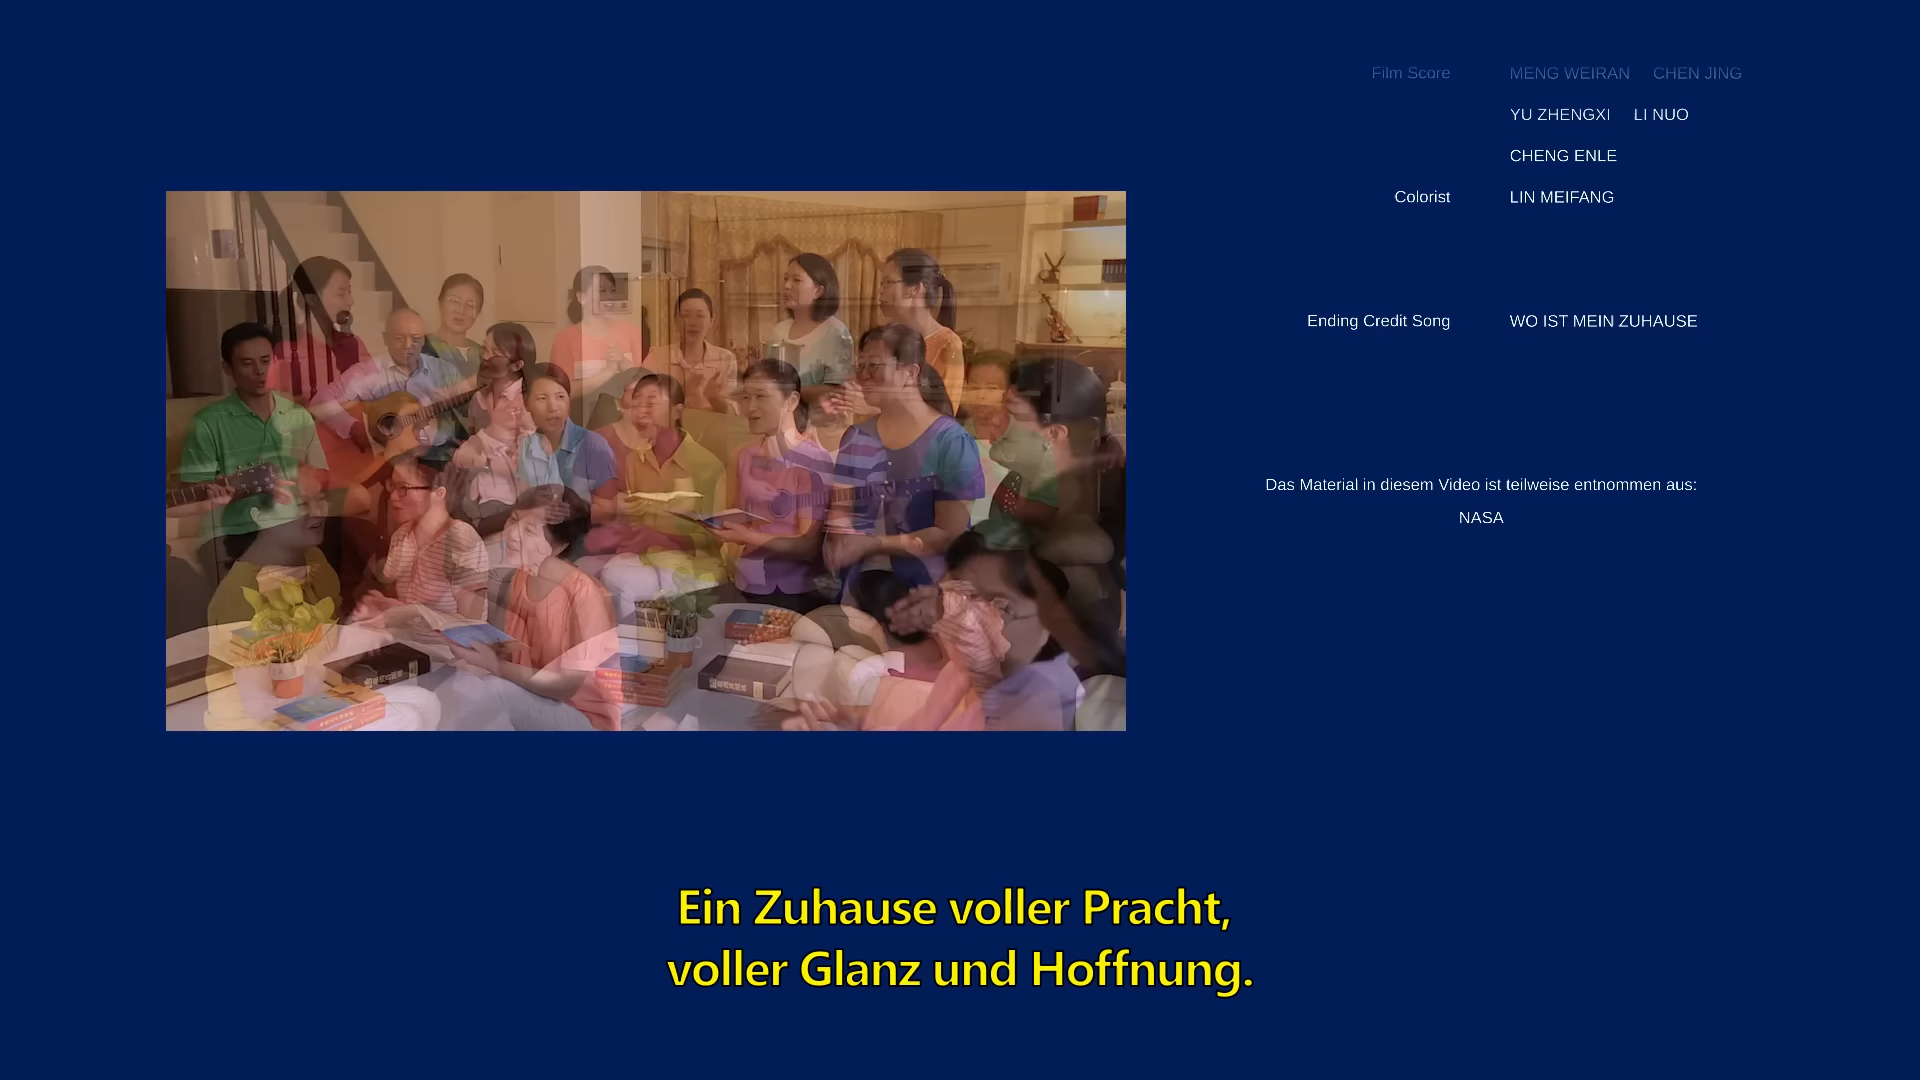 Film Score MENG WEIRAN CHEN JING
YU ZHENGXI LI NUO
CHENG ENLE
Colorist LIN MEIFANG
Ending Credit Song WO IST MEIN ZUHAUSE
Das Material in diesem Video ist teilweise entnommen aus:
NASA
Ein Zuhause voller Pracht,
voller Glanz und Hoffnung.